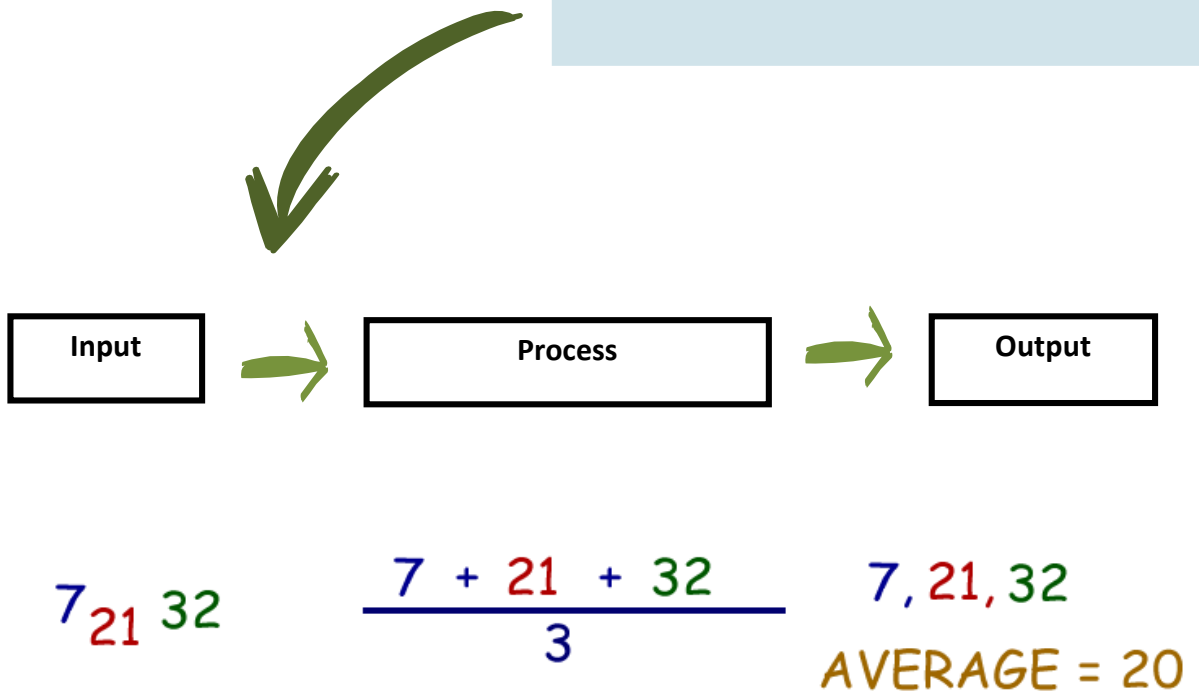 Input Process Output
7 21 32
7 + 21 + 32
3
7, 21, 32
AVERAGE = 20